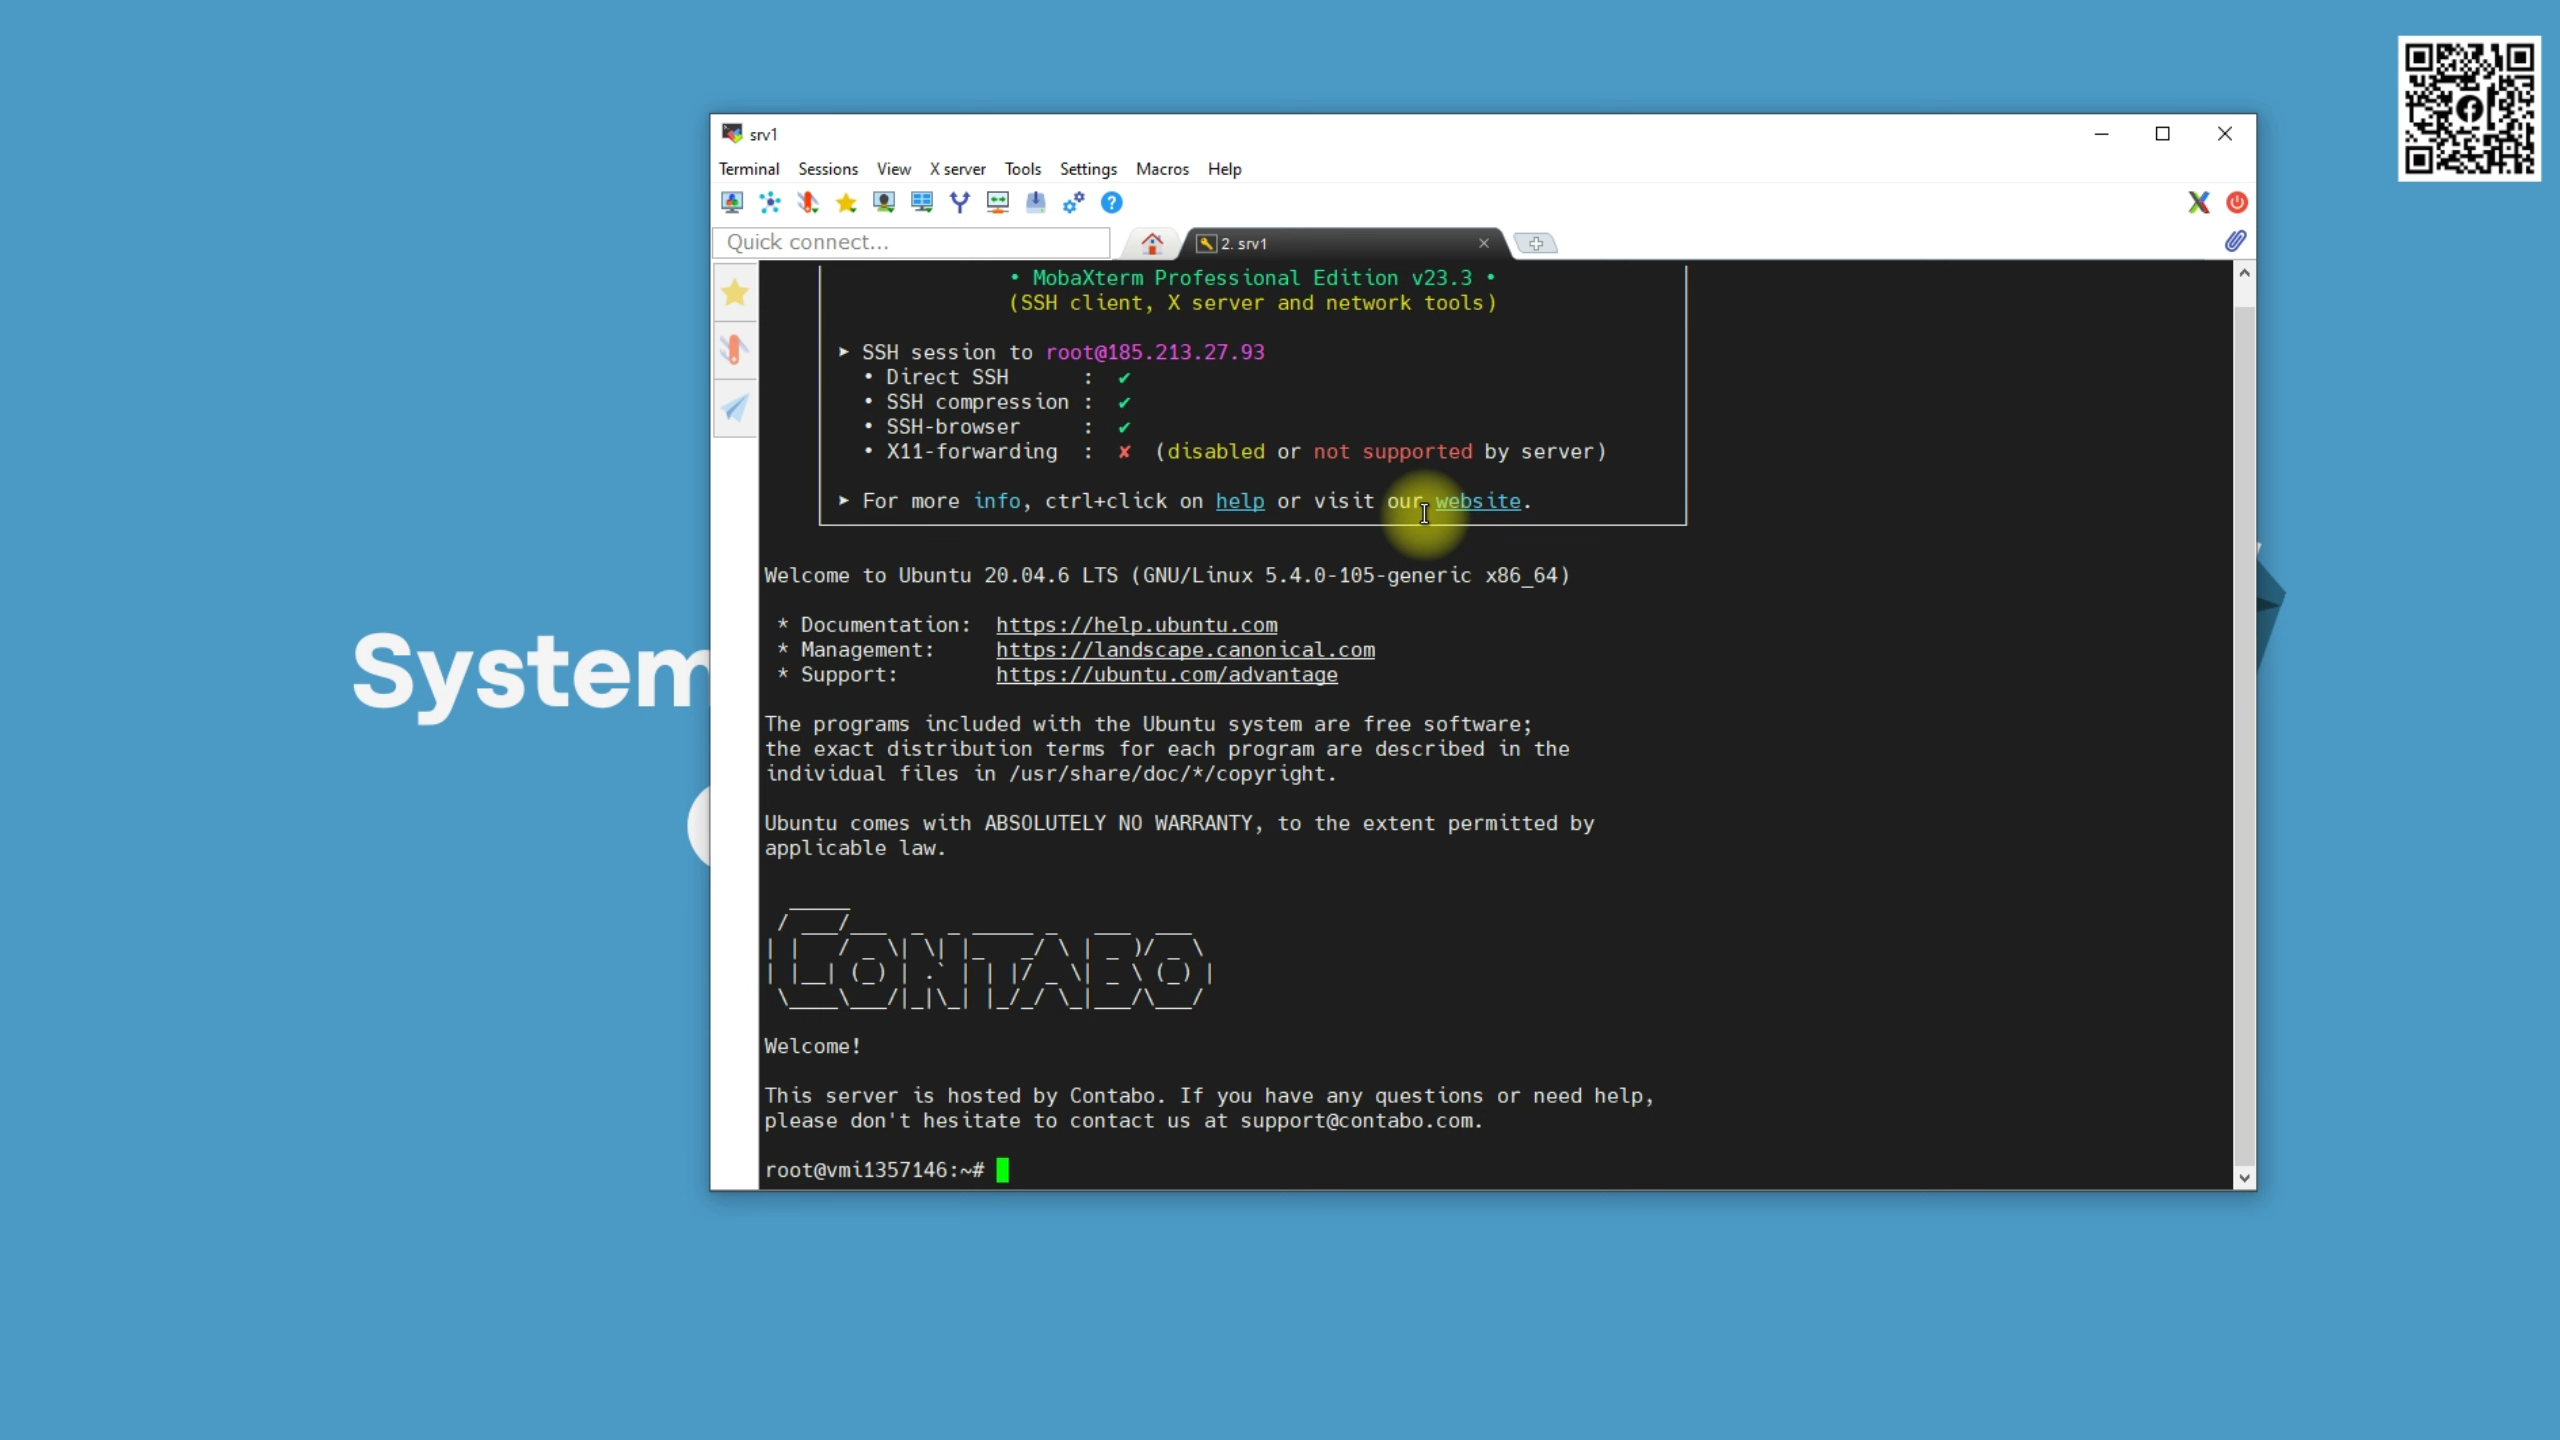 srv1
Terminal Sessions View X server Tools Settings Macros Help
Quick connect...
2. srv1
• MobaXterm Professional Edition v23.3 •
(SSH client, X server and network tools)
➤ SSH session to root@185.213.27.93
• Direct SSH : ✔
• SSH compression : ✔
• SSH-browser : ✔
• X11-forwarding : ✘ (disabled or not supported by server)
➤ For more info, ctrl+click on help or visit our website.
Welcome to Ubuntu 20.04.6 LTS (GNU/Linux 5.4.0-105-generic x86_64)
* Documentation: https://help.ubuntu.com
* Management: https://landscape.canonical.com
* Support: https://ubuntu.com/advantage
The programs included with the Ubuntu system are free software;
the exact distribution terms for each program are described in the
individual files in /usr/share/doc/*/copyright.
Ubuntu comes with ABSOLUTELY NO WARRANTY, to the extent permitted by
applicable law.
CONTABO
Welcome!
This server is hosted by Contabo. If you have any questions or need help,
please don't hesitate to contact us at support@contabo.com.
root@vmi1357146:~#
System